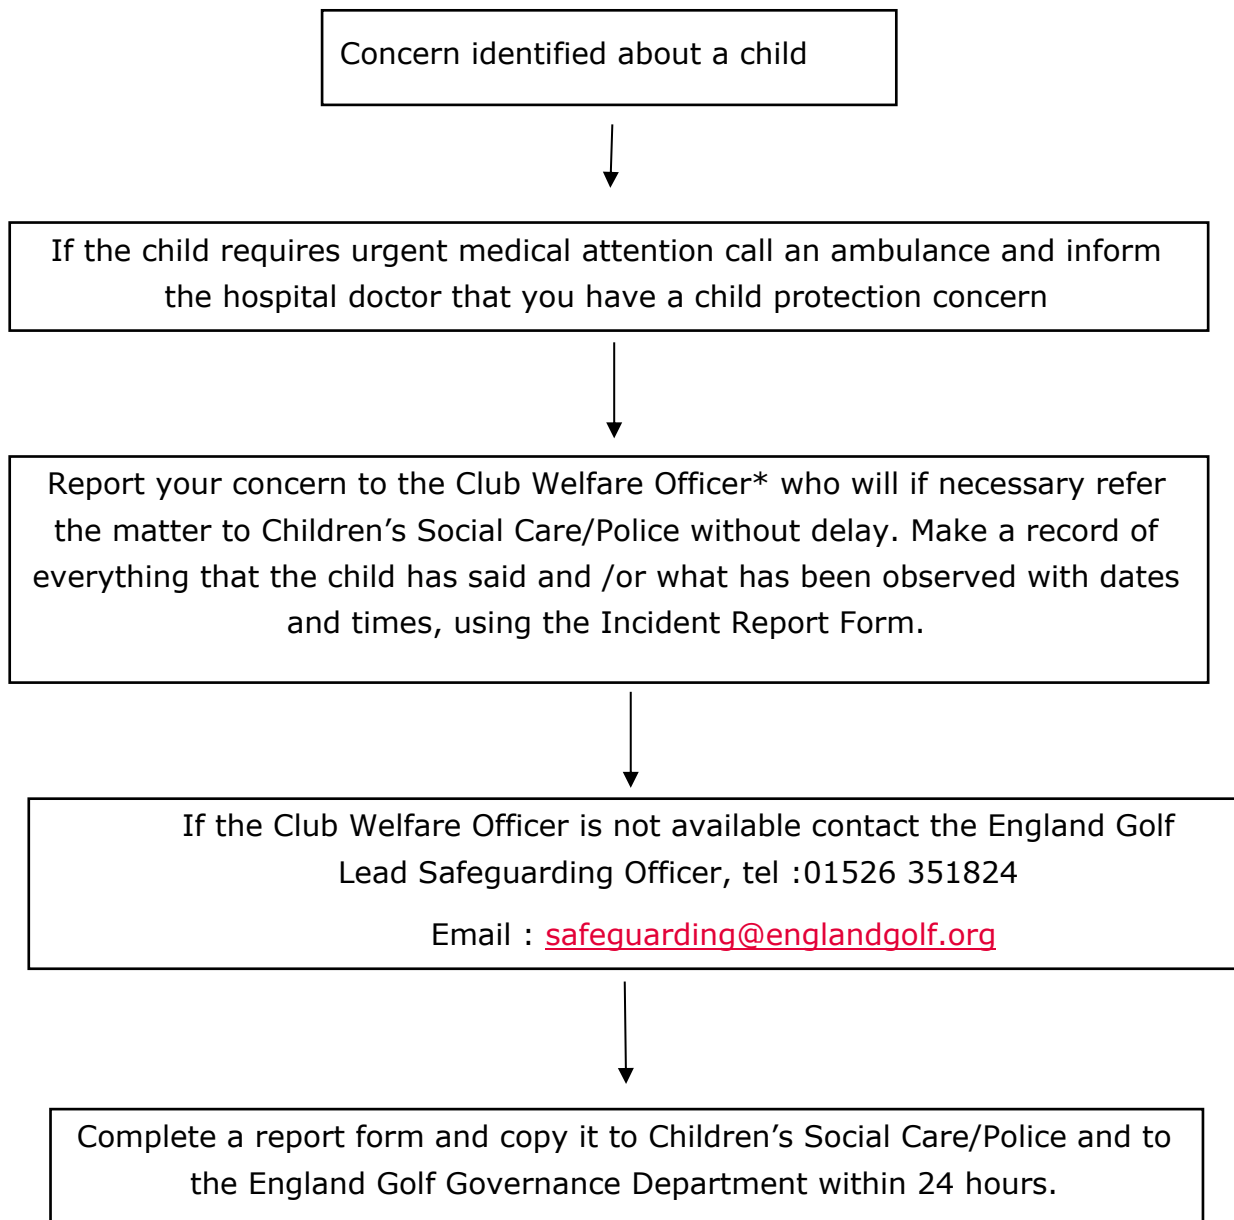 Concern identified about a child
If the child requires urgent medical attention call an ambulance and inform
the hospital doctor that you have a child protection concern
Report your concern to the Club Welfare Officer* who will if necessary refer
the matter to Children’s Social Care/Police without delay. Make a record of
everything that the child has said and /or what has been observed with dates
and times, using the Incident Report Form.
If the Club Welfare Officer is not available contact the England Golf
Lead Safeguarding Officer, tel :01526 351824
Email : safeguarding@englandgolf.org
Complete a report form and copy it to Children’s Social Care/Police and to
the England Golf Governance Department within 24 hours.